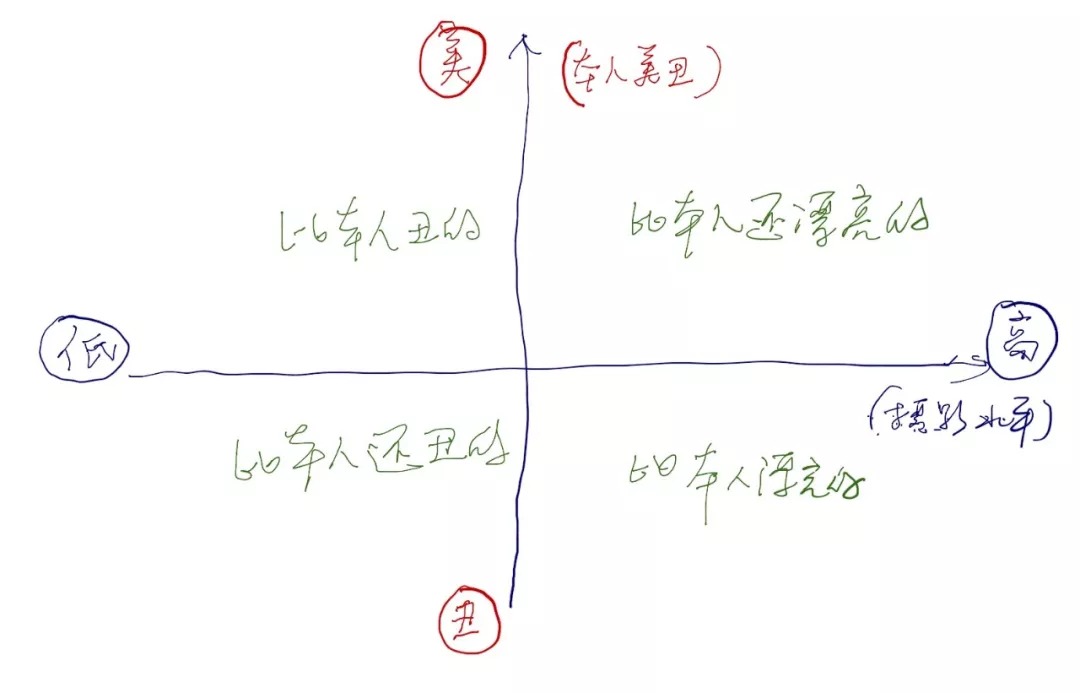 美 (本人美丑)
比本人丑的 比本人还漂亮的
低 高
(摄影水平)
比本人还丑的 比本人漂亮的
丑